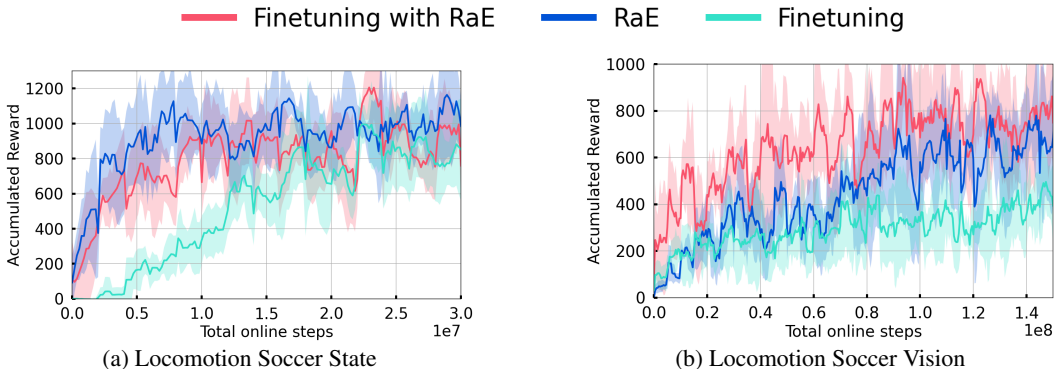 Finetuning with RaE RaE Finetuning
Accumulated Reward
1200
1000
800
600
400
200
0
0.0 0.5 1.0 1.5 2.0 2.5 3.0
Total online steps 1e7
(a) Locomotion Soccer State
Accumulated Reward
1000
800
600
400
200
0
0.0 0.2 0.4 0.6 0.8 1.0 1.2 1.4
Total online steps 1e8
(b) Locomotion Soccer Vision